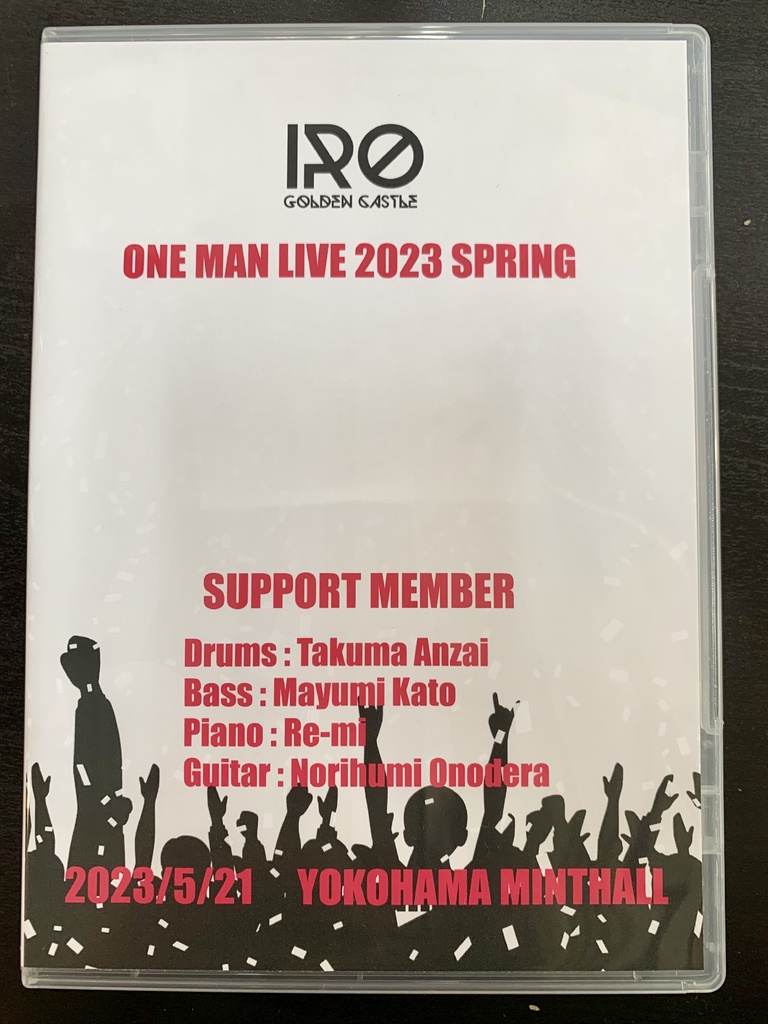 IRO
GOLDEN CASTLE
ONE MAN LIVE 2023 SPRING
SUPPORT MEMBER
Drums : Takuma Anzai
Bass : Mayumi Kato
Piano : Re-mi
Guitar : Norihumi Onodera
2023/5/21 YOKOHAMA MINTHALL